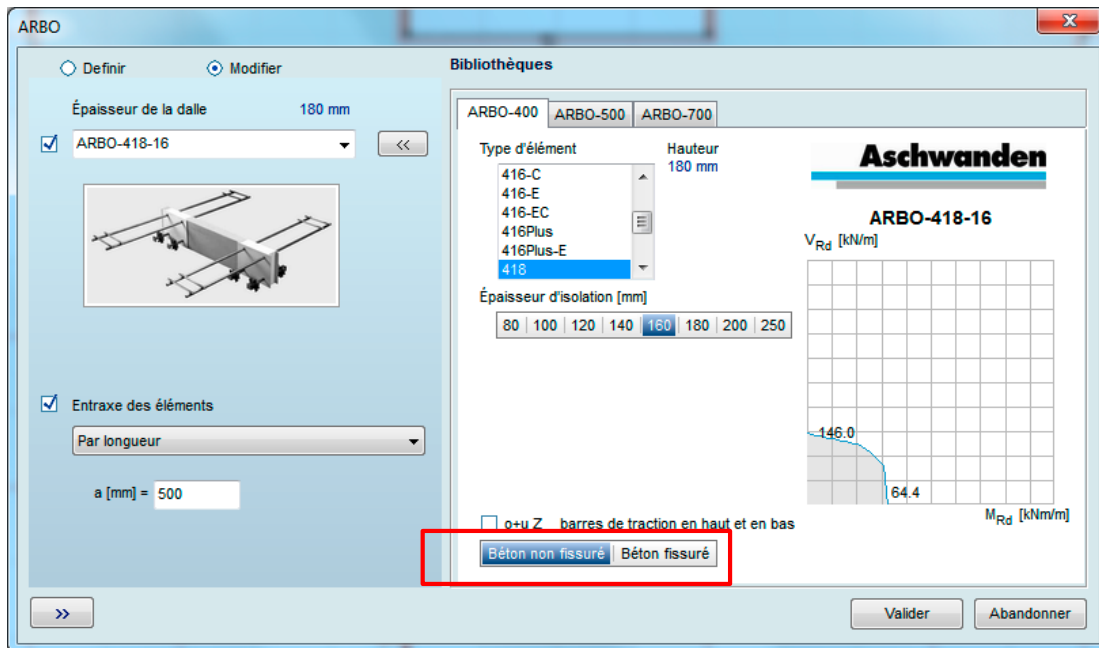 ARBO
x
Definir
Modifier
Épaisseur de la dalle 180 mm
ARBO-418-16
<<
Entraxe des éléments
Par longueur
a [mm] = 500
>>
Bibliothèques
ARBO-400 ARBO-500 ARBO-700
Type d'élément
Hauteur
180 mm
416-C
416-E
416-EC
416Plus
416Plus-E
418
Épaisseur d'isolation [mm]
80 100 120 140 160 180 200 250
Aschwanden
ARBO-418-16
VRd [kN/m]
146.0
64.4
MRd [kNm/m]
o+u Z barres de traction en haut et en bas
Béton non fissuré Béton fissuré
Valider
Abandonner